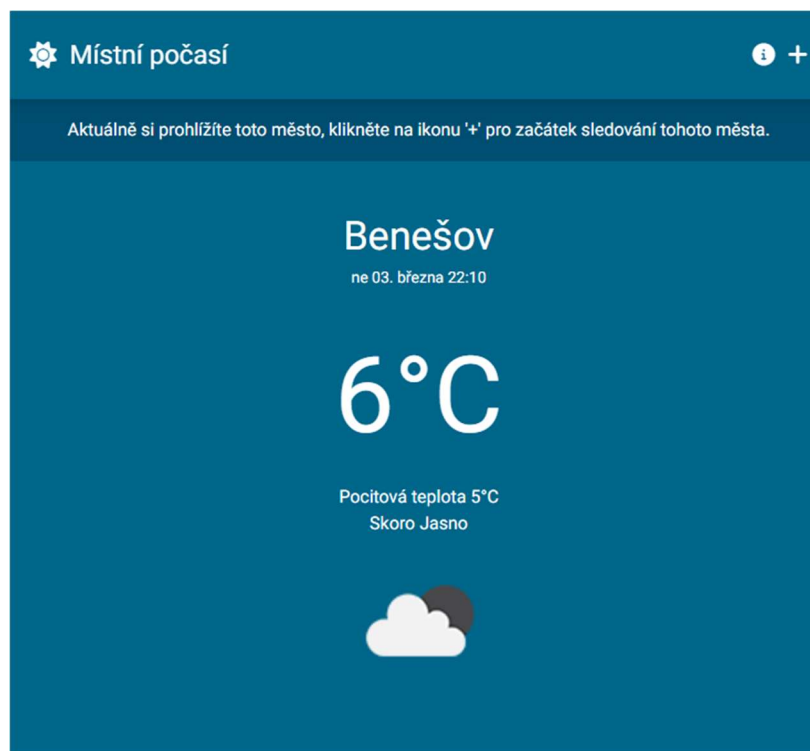 Místní počasí
Aktuálně si prohlížíte toto město, klikněte na ikonu '+' pro začátek sledování tohoto města.
Benešov
ne 03. března 22:10
6°C
Pocitová teplota 5°C
Skoro Jasno